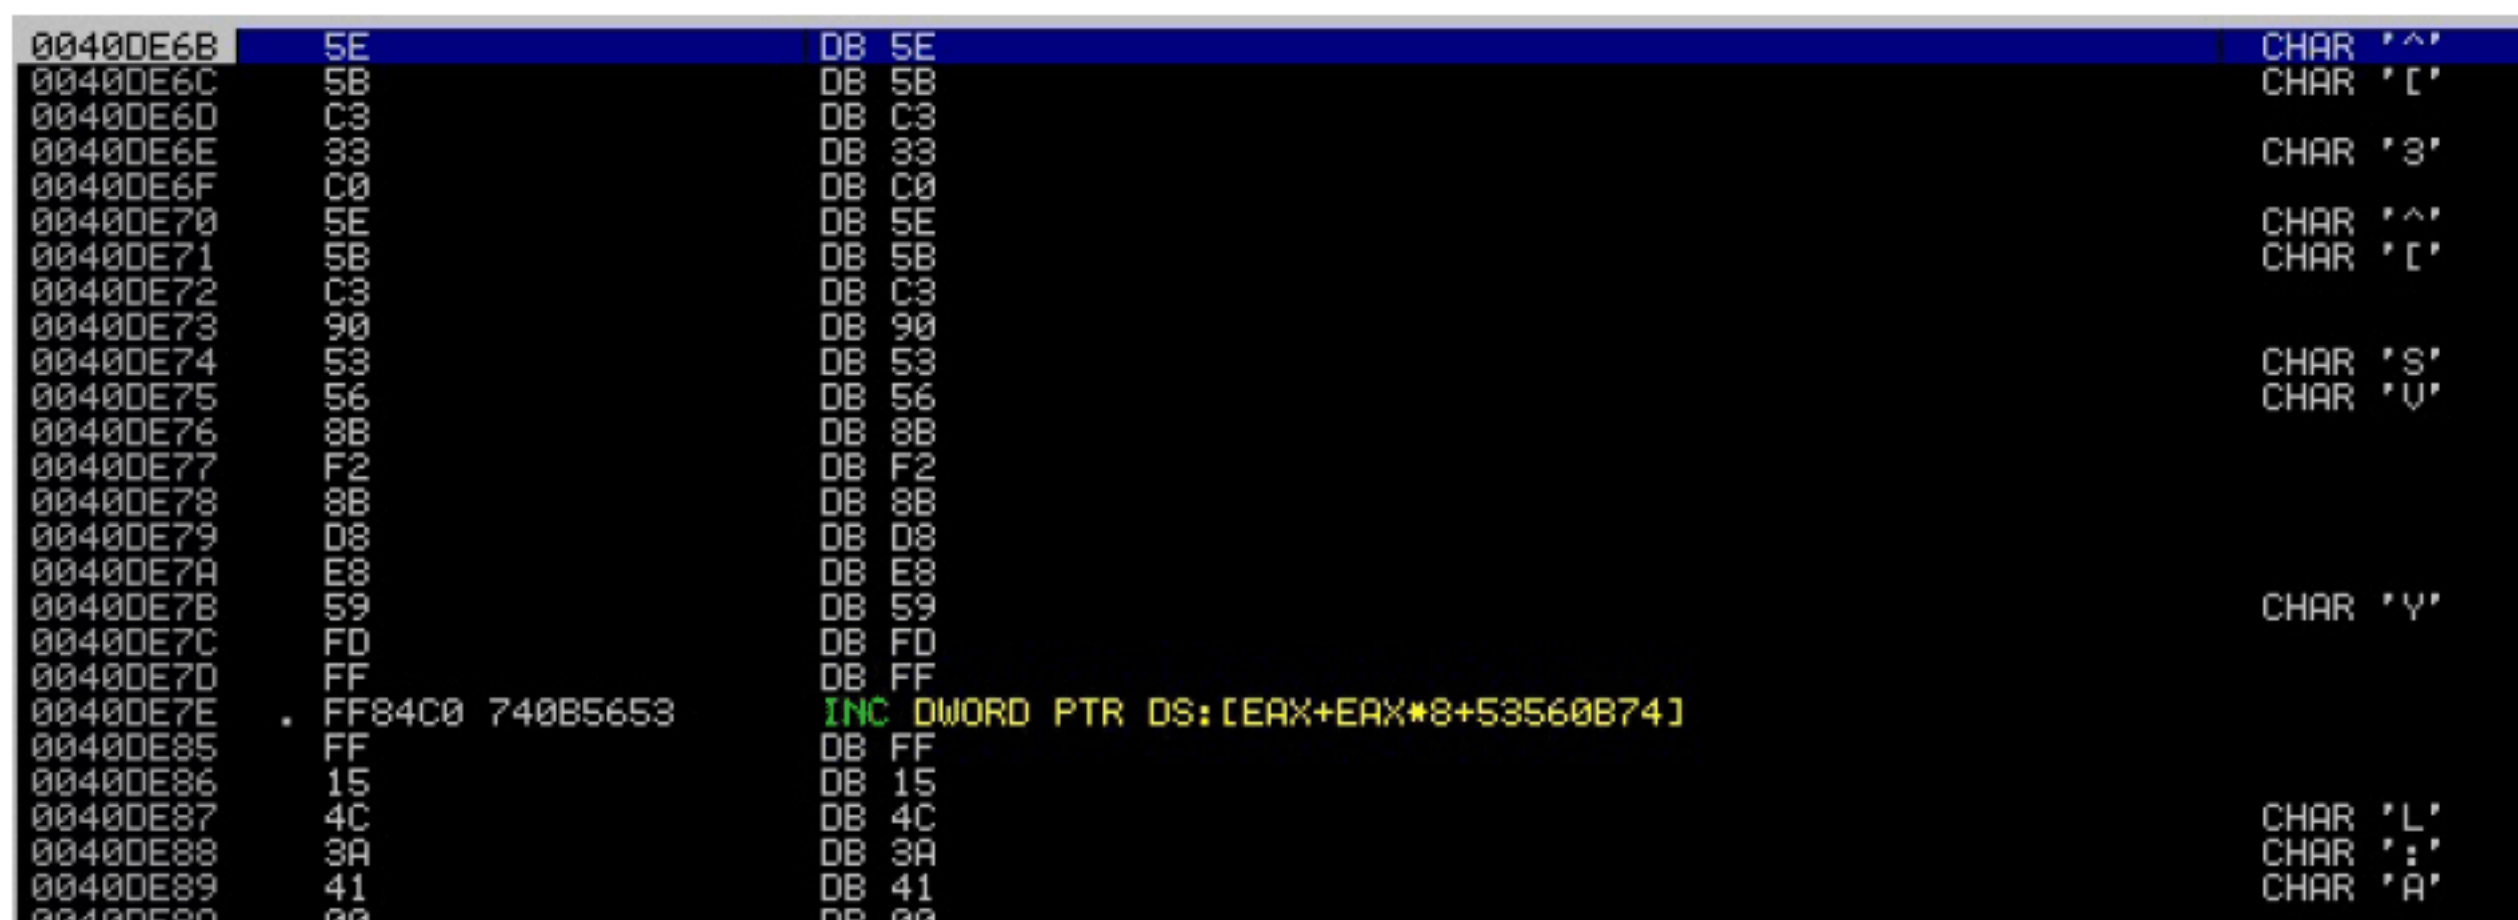 0040DE6B 5E DB 5E CHAR '^'
0040DE6C 5B DB 5B CHAR '['
0040DE6D C3 DB C3
0040DE6E 33 DB 33 CHAR '3'
0040DE6F C0 DB C0
0040DE70 5E DB 5E CHAR '^'
0040DE71 5B DB 5B CHAR '['
0040DE72 C3 DB C3
0040DE73 90 DB 90
0040DE74 53 DB 53 CHAR 'S'
0040DE75 56 DB 56 CHAR 'V'
0040DE76 8B DB 8B
0040DE77 F2 DB F2
0040DE78 8B DB 8B
0040DE79 D8 DB D8
0040DE7A E8 DB E8
0040DE7B 59 DB 59 CHAR 'Y'
0040DE7C FD DB FD
0040DE7D FF DB FF
0040DE7E . FF84C0 740B5653 INC DWORD PTR DS:[EAX+EAX*8+53560B74]
0040DE85 FF DB FF
0040DE86 15 DB 15
0040DE87 4C DB 4C CHAR 'L'
0040DE88 3A DB 3A CHAR ':'
0040DE89 41 DB 41 CHAR 'A'